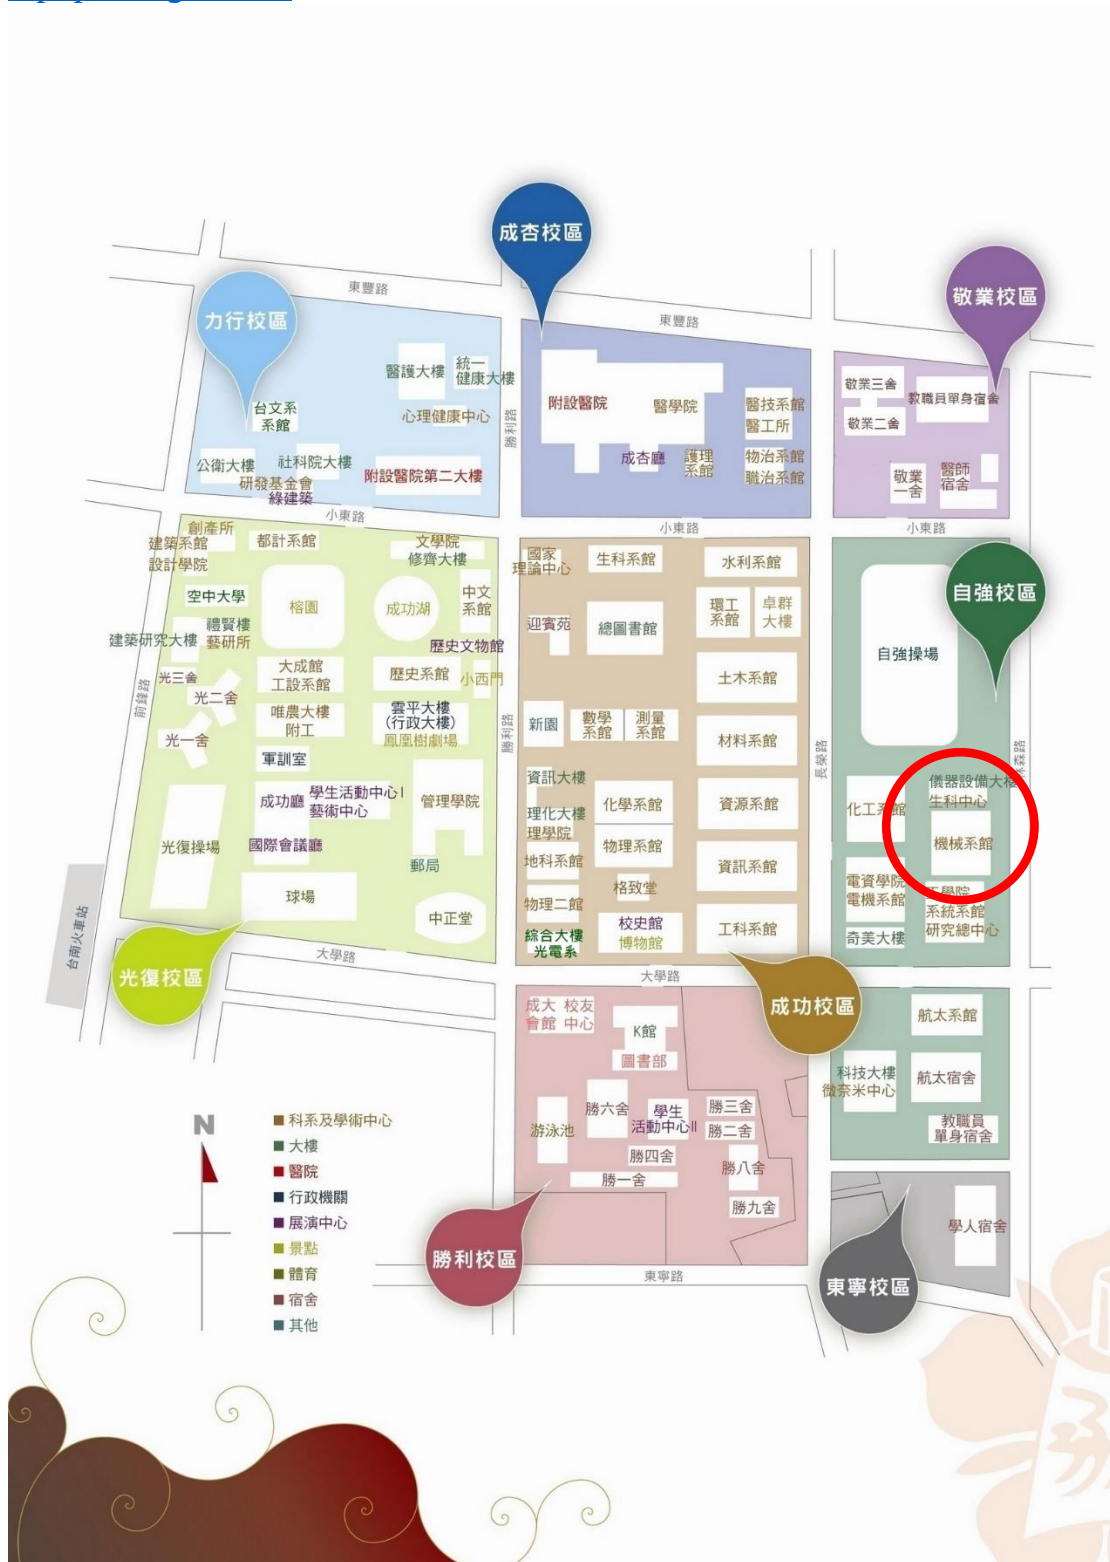 成杏校區
敬業校區
力行校區
東豐路
東豐路
醫護大樓
統一
健康大樓
心理健康中心
台文系
系館
公衛大樓
社科院大樓
研發基金會
綠建築
附設醫院第二大樓
勝利路
附設醫院
醫學院
醫技系館
醫工所
成杏廳
護理
系館
物治系館
職治系館
敬業三舍
教職員單身宿舍
敬業二舍
敬業
一舍
醫師
宿舍
小東路
小東路
小東路
創產所
建築系館
設計學院
都計系館
文學院
修齊大樓
空中大學
榕園
成功湖
中文
系館
禮賢樓
建築研究大樓
藝研所
歷史文物館
光三舍
大成館
工設系館
歷史系館
小西門
前鋒路
光二舍
唯農大樓
附工
雲平大樓
(行政大樓)
鳳凰樹劇場
光一舍
軍訓室
成功廳
學生活動中心I
藝術中心
管理學院
光復操場
國際會議廳
郵局
球場
中正堂
台南火車站
光復校區
大學路
勝利路
國家
理論中心
生科系館
水利系館
迎賓苑
總圖書館
環工
系館
卓群
大樓
土木系館
新園
數學
系館
測量
系館
材料系館
資訊大樓
理化大樓
理學院
化學系館
資源系館
地科系館
物理系館
資訊系館
物理二館
格致堂
綜合大樓
光電系
校史館
博物館
工科系館
大學路
成功校區
長榮路
自強校區
自強操場
林森路
儀器設備大樓
生科中心
化工系館
機械系館
電資學院
電機系館
工學院
系統系館
研究總中心
奇美大樓
成大
會館
校友
中心
K館
圖書部
航太系館
科技大樓
微奈米中心
航太宿舍
教職員
單身宿舍
勝六舍
游泳池
學生
活動中心II
勝三舍
勝二舍
勝四舍
勝一舍
勝八舍
勝九舍
學人宿舍
勝利校區
東寧路
東寧校區
N
科系及學術中心
大樓
醫院
行政機關
展演中心
景點
體育
宿舍
其他